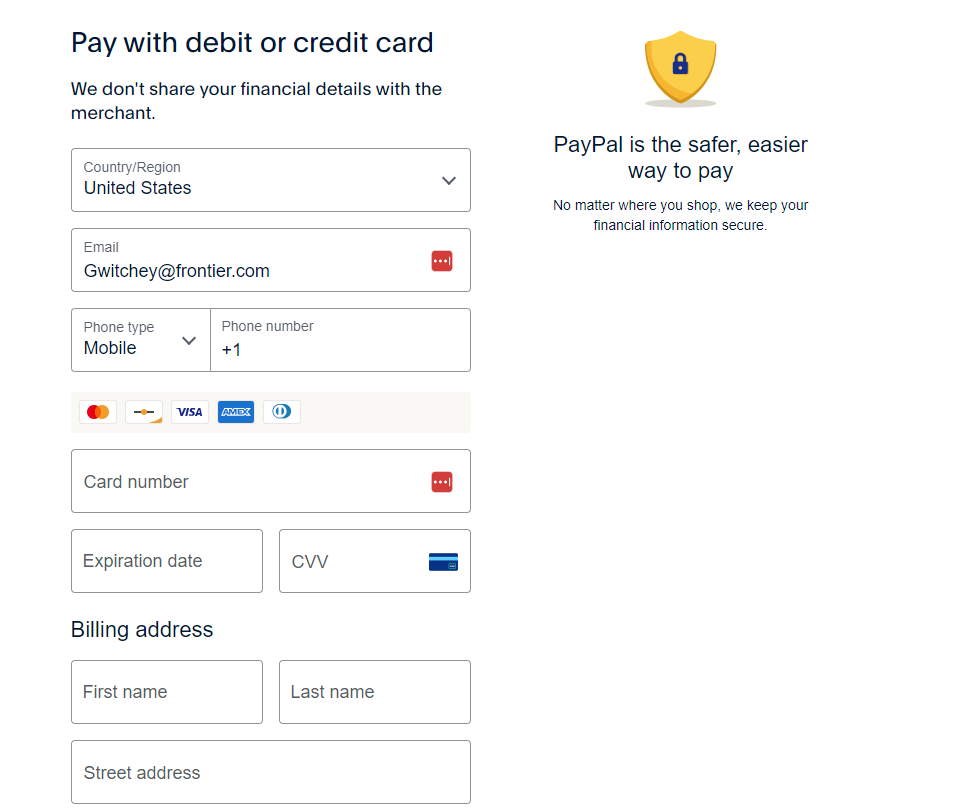 Pay with debit or credit card
We don't share your financial details with the
merchant.
Country/Region
United States
Email
Gwitchey@frontier.com
Phone type
Mobile
Phone number
+1
VISA
AMEX
Card number
Expiration date
CVV
Billing address
First name
Last name
Street address
PayPal is the safer, easier
way to pay
No matter where you shop, we keep your
financial information secure.